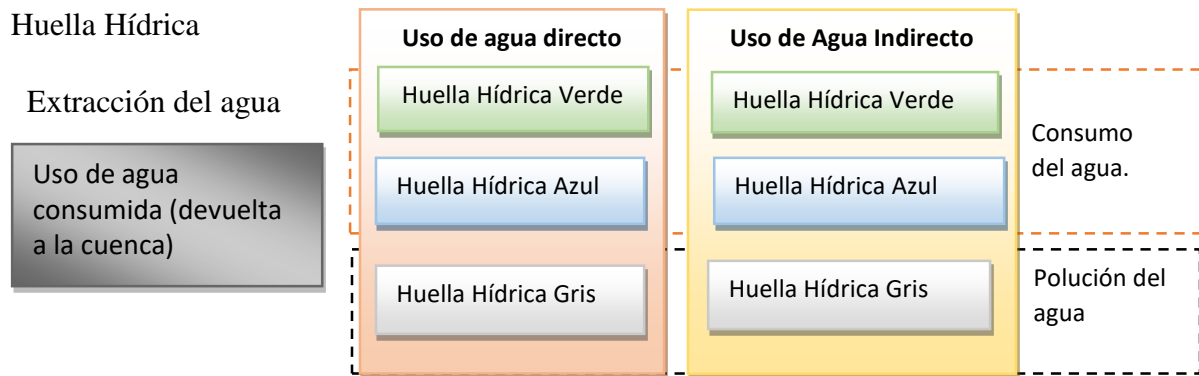 Huella Hídrica
Extracción del agua
Uso de agua
consumida (devuelta
a la cuenca)
Uso de agua directo
Huella Hídrica Verde
Huella Hídrica Azul
Huella Hídrica Gris
Uso de Agua Indirecto
Huella Hídrica Verde
Huella Hídrica Azul
Huella Hídrica Gris
Consumo
del agua.
Polución del
agua